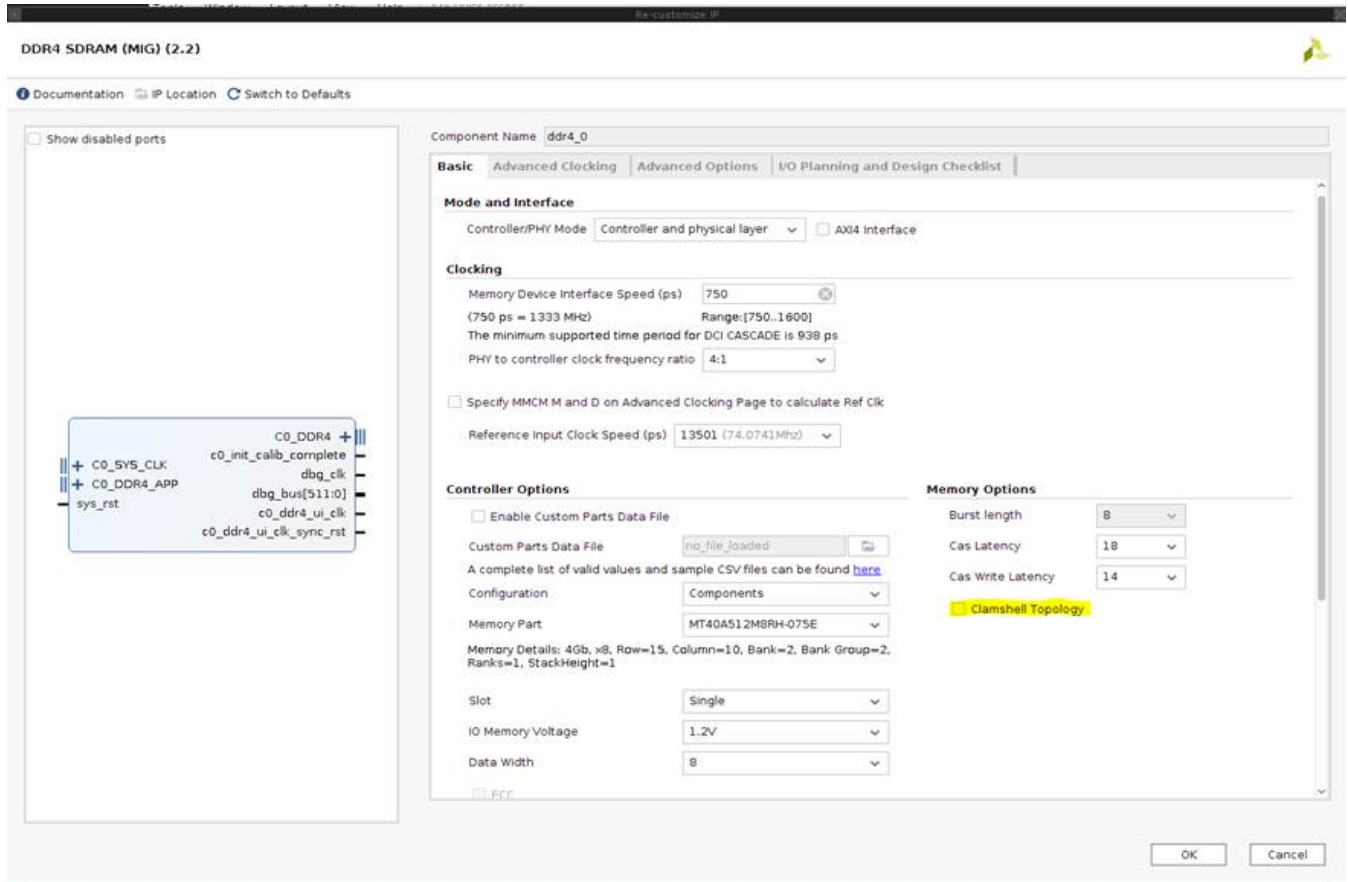 Tools Window Layout View Help
Re-customize IP
DDR4 SDRAM (MIG) (2.2)
Documentation IP Location Switch to Defaults
Show disabled ports
C0_SYS_CLK
C0_DDR4_APP
sys_rst
C0_DDR4
c0_init_calib_complete
dbg_clk
dbg_bus[511:0]
c0_ddr4_ui_clk
c0_ddr4_ui_clk_sync_rst
Component Name ddr4_0
Basic Advanced Clocking Advanced Options I/O Planning and Design Checklist
Mode and Interface
Controller/PHY Mode Controller and physical layer AXI4 Interface
Clocking
Memory Device Interface Speed (ps) 750
(750 ps = 1333 MHz) Range:[750..1600]
The minimum supported time period for DCI CASCADE is 938 ps
PHY to controller clock frequency ratio 4:1
Specify MMCM M and D on Advanced Clocking Page to calculate Ref Clk
Reference Input Clock Speed (ps) 13501 (74.0741Mhz)
Controller Options
Enable Custom Parts Data File
Custom Parts Data File no_file_loaded
A complete list of valid values and sample CSV files can be found here
Configuration Components
Memory Part MT40A512M8RH-075E
Memory Details: 4Gb, x8, Row=15, Column=10, Bank=2, Bank Group=2,
Ranks=1, StackHeight=1
Slot Single
IO Memory Voltage 1.2V
Data Width 8
ECC
Memory Options
Burst length 8
Cas Latency 18
Cas Write Latency 14
Clamshell Topology
OK Cancel